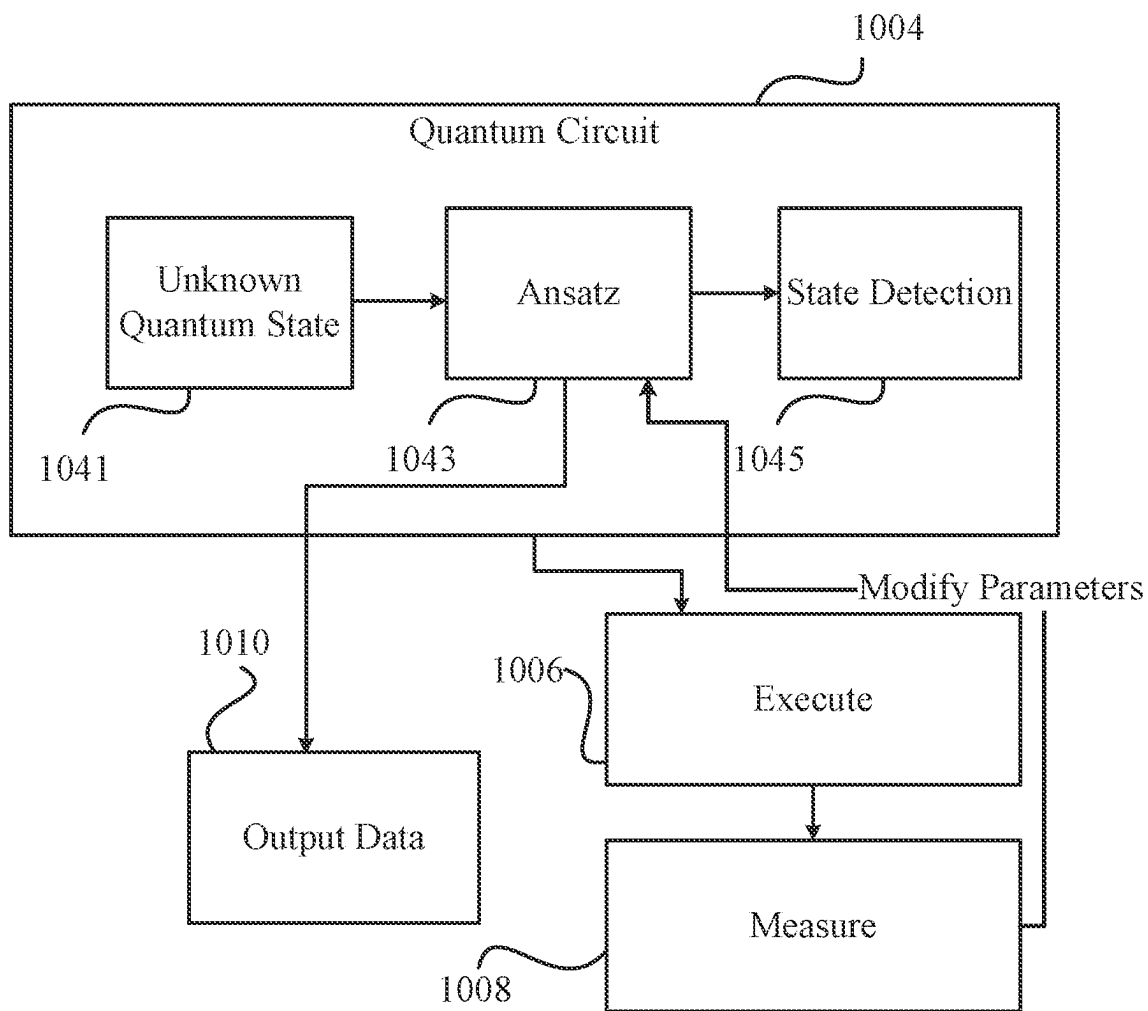 1004
Quantum Circuit
Unknown
Quantum State
Ansatz
State Detection
1041
1043
1045
Modify Parameters
1010
1006
Execute
Output Data
Measure
1008